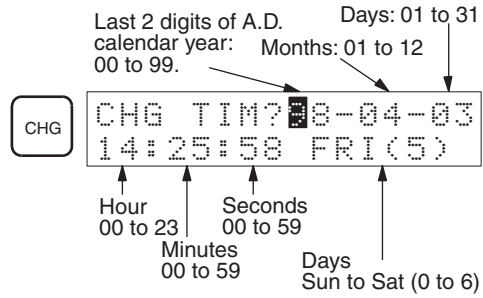 Last 2 digits of A.D.
calendar year:
00 to 99.
Days: 01 to 31
Months: 01 to 12
CHG
CHG TIM?98-04-03
14:25:58 FRI(5)
Hour
00 to 23
Minutes
00 to 59
Seconds
00 to 59
Days
Sun to Sat (0 to 6)